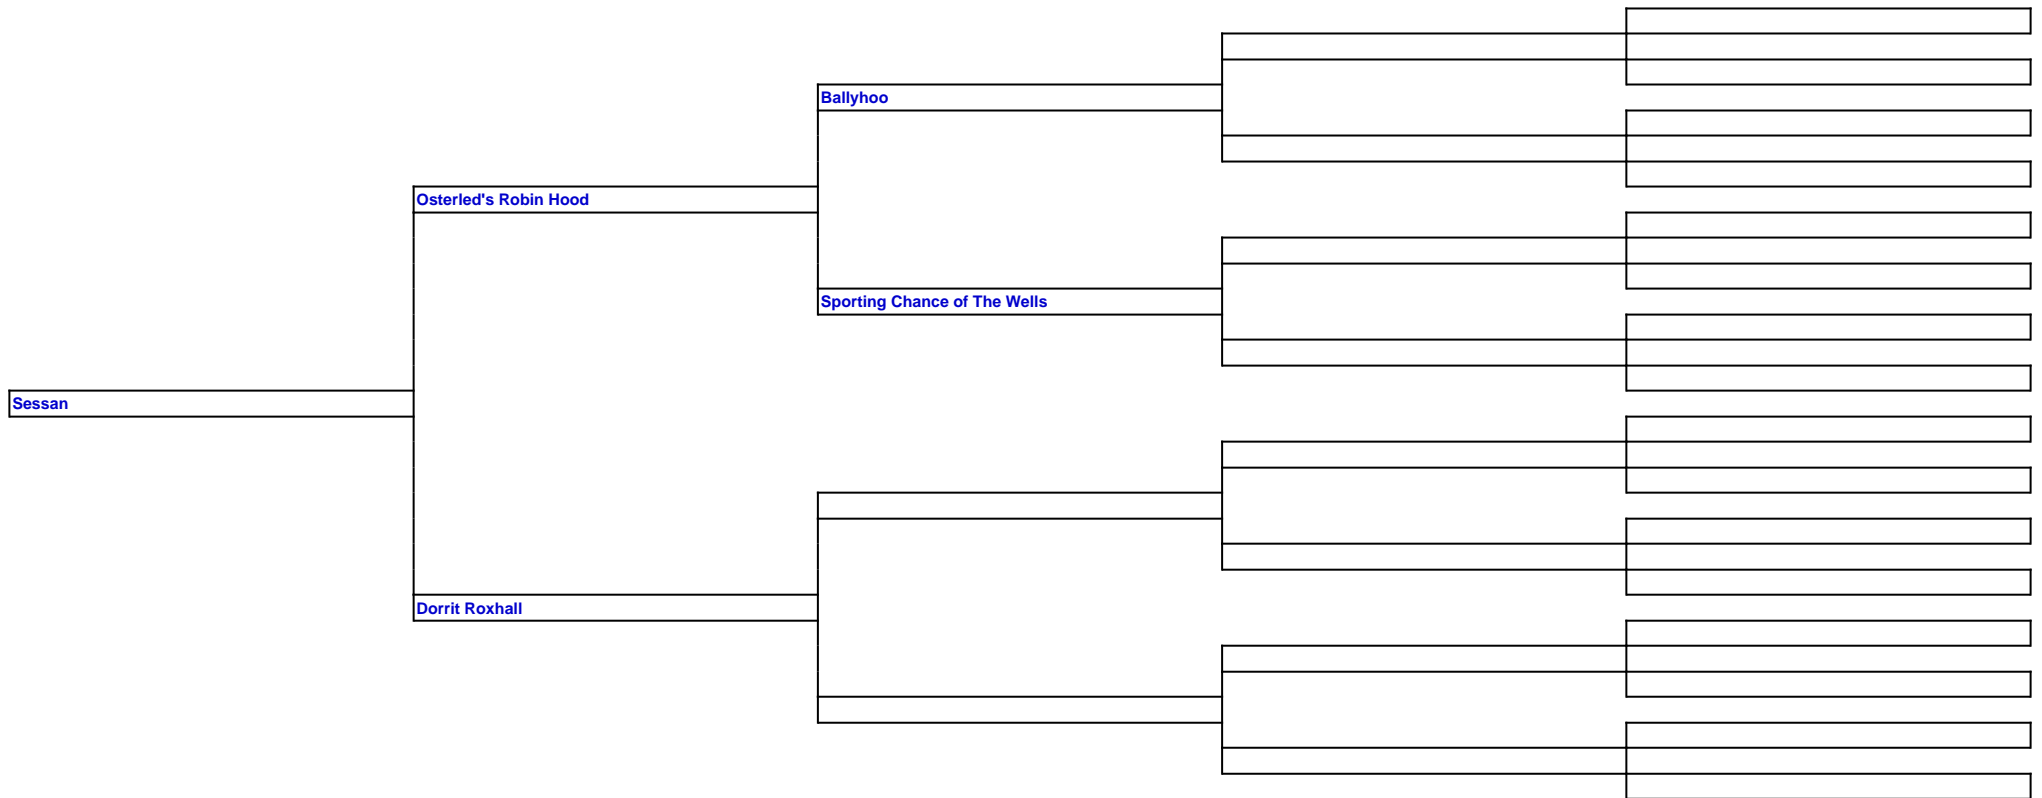 Ballyhoo
Osterled's Robin Hood
Sporting Chance of The Wells
Sessan
Dorrit Roxhall